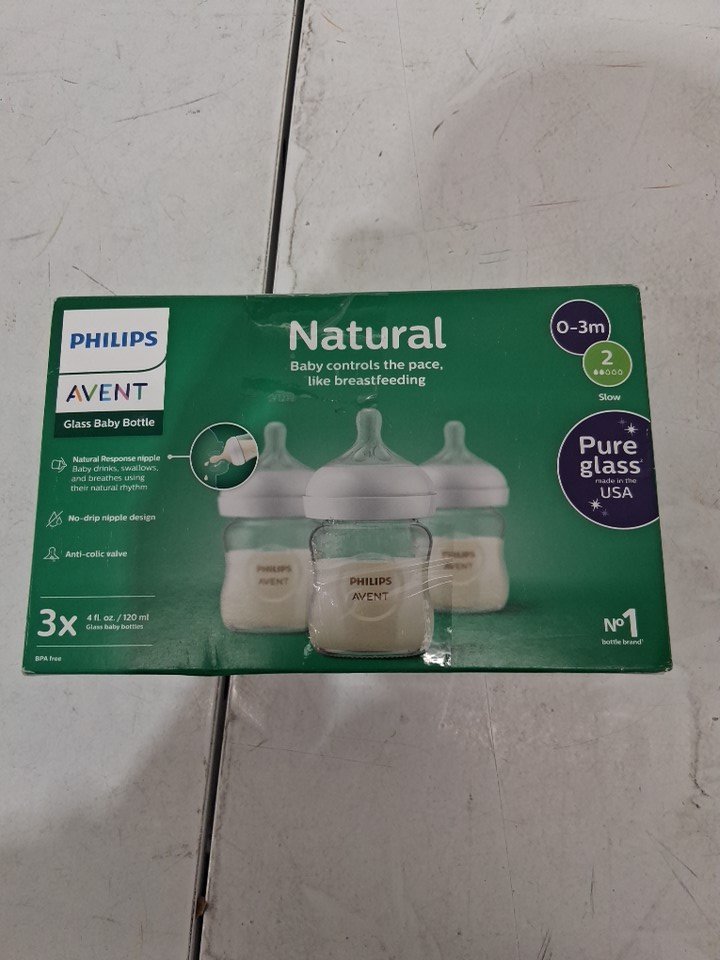 PHILIPS
AVENT
Glass Baby Bottle
Natural
Baby controls the pace,
like breastfeeding
0-3m
2
Slow
Natural Response nipple
Baby drinks, swallows,
and breathes using
their natural rhythm
No-drip nipple design
Anti-colic valve
Pure
glass
made in the
USA
PHILIPS
AVENT
PHILIPS
AVENT
PHILIPS
AVENT
3x
4 fl. oz. / 120 ml
Glass baby bottles
BPA free
Nº1
bottle brand¹